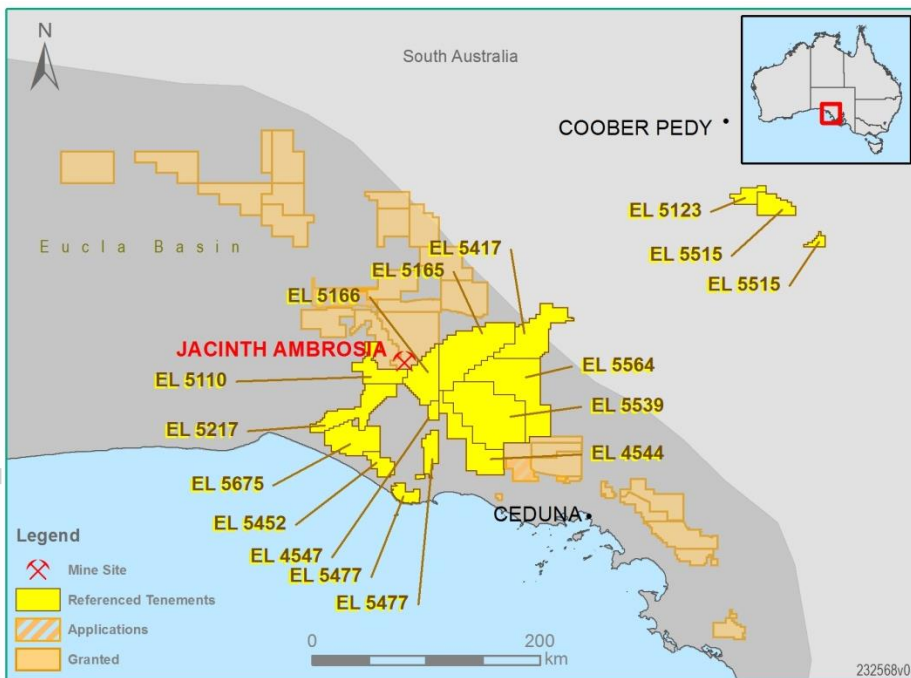 N
South Australia
COOBER PEDY
EL 5123
EL 5515
EL 5515
Eucla Basin
EL 5417
EL 5165
EL 5166
JACINTH AMBROSIA
EL 5110
EL 5564
EL 5539
EL 5217
EL 4544
EL 5675
EL 5452
CEDUNA
EL 4547
EL 5477
EL 5477
Legend
Mine Site
Referenced Tenements
Applications
Granted
0 200
km
232568v0